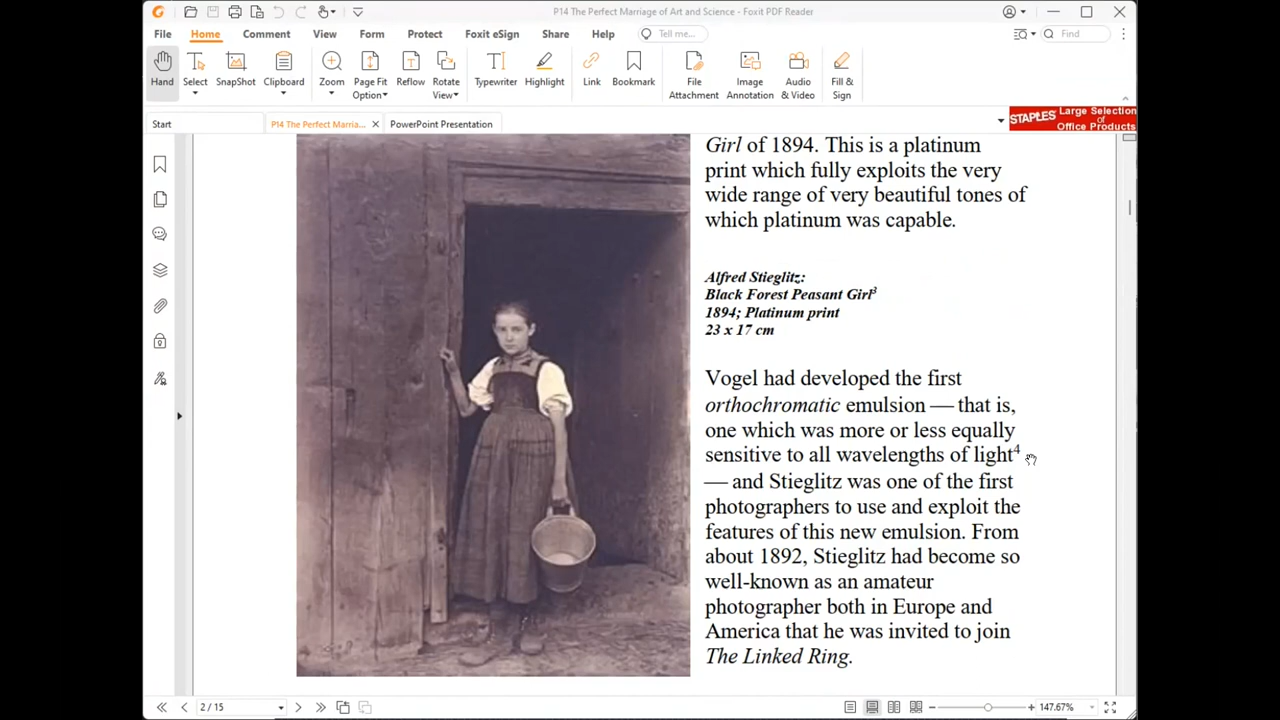 P14 The Perfect Marriage of Art and Science - Foxit PDF Reader
File Home Comment View Form Protect Foxit eSign Share Help Tell me... Find
Hand Select SnapShot Clipboard Zoom Page Fit Option Reflow Rotate View Typewriter Highlight Link Bookmark File Attachment Image Annotation Audio & Video Fill & Sign
Start P14 The Perfect Marria... PowerPoint Presentation
STAPLES Large Selection
of
Office Products
Girl of 1894. This is a platinum
print which fully exploits the very
wide range of very beautiful tones of
which platinum was capable.
Alfred Stieglitz:
Black Forest Peasant Girl³
1894; Platinum print
23 x 17 cm
Vogel had developed the first
orthochromatic emulsion — that is,
one which was more or less equally
sensitive to all wavelengths of light⁴
— and Stieglitz was one of the first
photographers to use and exploit the
features of this new emulsion. From
about 1892, Stieglitz had become so
well-known as an amateur
photographer both in Europe and
America that he was invited to join
The Linked Ring.
2 / 15 147.67%